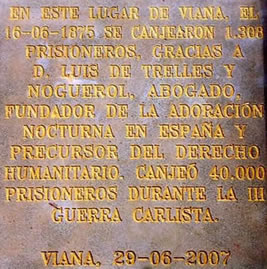 EN ESTE LUGAR DE VIANA, EL
16-06-1875 SE CANJEARON 1.308
PRISIONEROS, GRACIAS A
D. LUIS DE TRELLES Y
NOGUEROL, ABOGADO,
FUNDADOR DE LA ADORACIÓN
NOCTURNA EN ESPAÑA Y
PRECURSOR DEL DERECHO
HUMANITARIO. CANJEÓ 40.000
PRISIONEROS DURANTE LA III
GUERRA CARLISTA.
VIANA, 29-06-2007